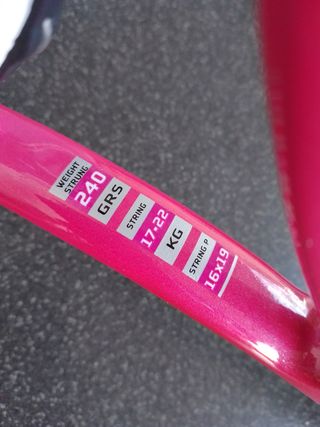 WEIGHT
STRUNG
240
GRS
STRING
17-22
KG
STRING P
16x19